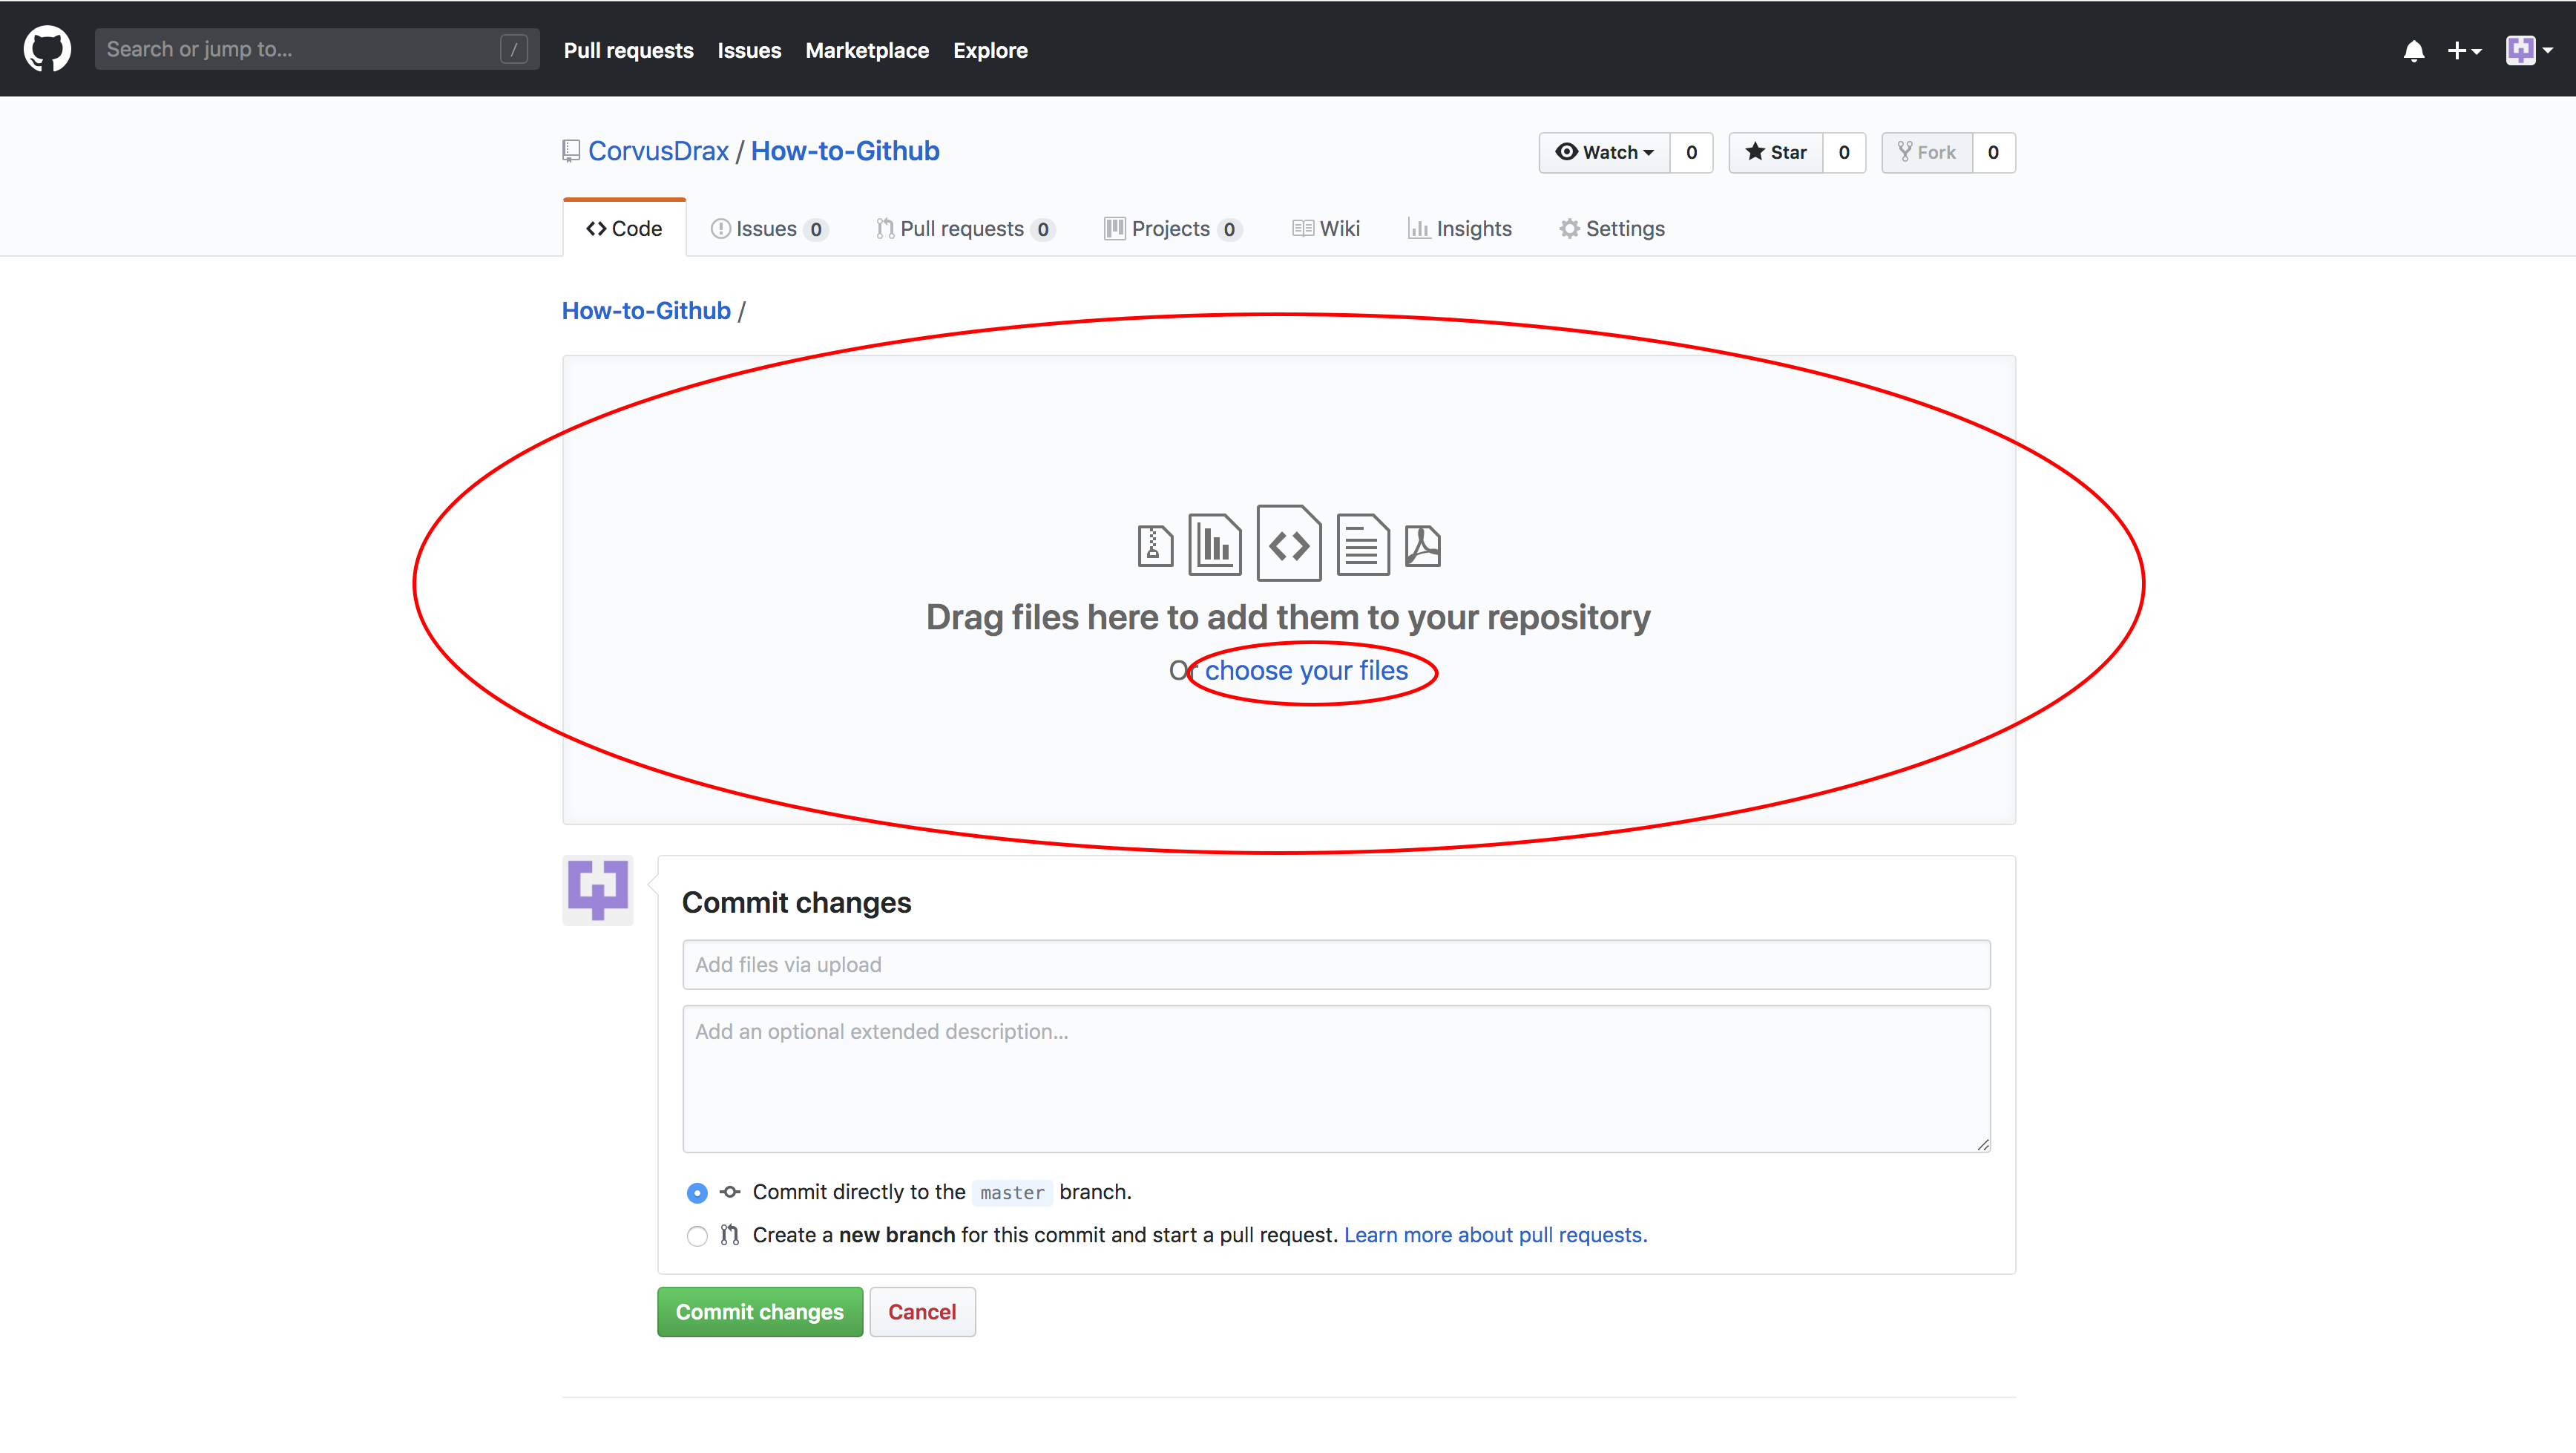 Search or jump to... / Pull requests Issues Marketplace Explore
CorvusDrax / How-to-Github Watch 0 Star 0 Fork 0
Code Issues 0 Pull requests 0 Projects 0 Wiki Insights Settings
How-to-Github /
Drag files here to add them to your repository
Or choose your files
Commit changes
Add files via upload
Add an optional extended description...
Commit directly to the master branch.
Create a new branch for this commit and start a pull request. Learn more about pull requests.
Commit changes Cancel